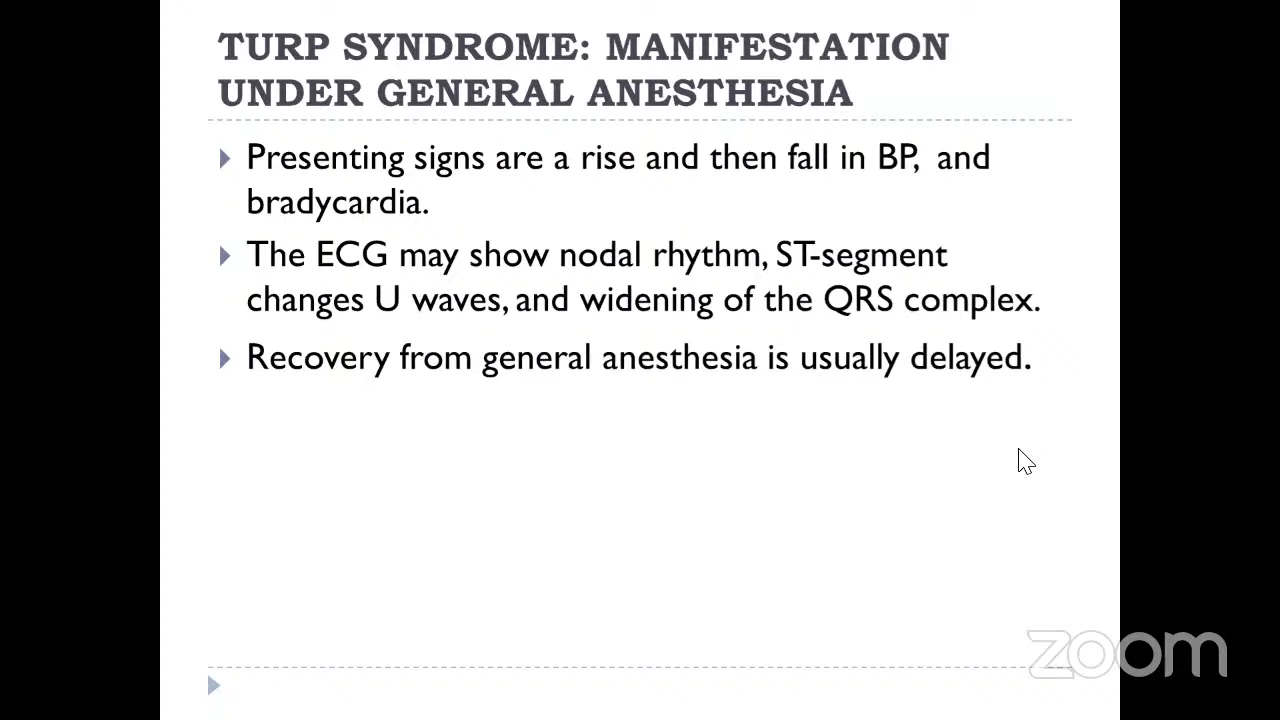 TURP SYNDROME: MANIFESTATION
UNDER GENERAL ANESTHESIA
Presenting signs are a rise and then fall in BP, and
bradycardia.
The ECG may show nodal rhythm, ST-segment
changes U waves, and widening of the QRS complex.
Recovery from general anesthesia is usually delayed.
zoom